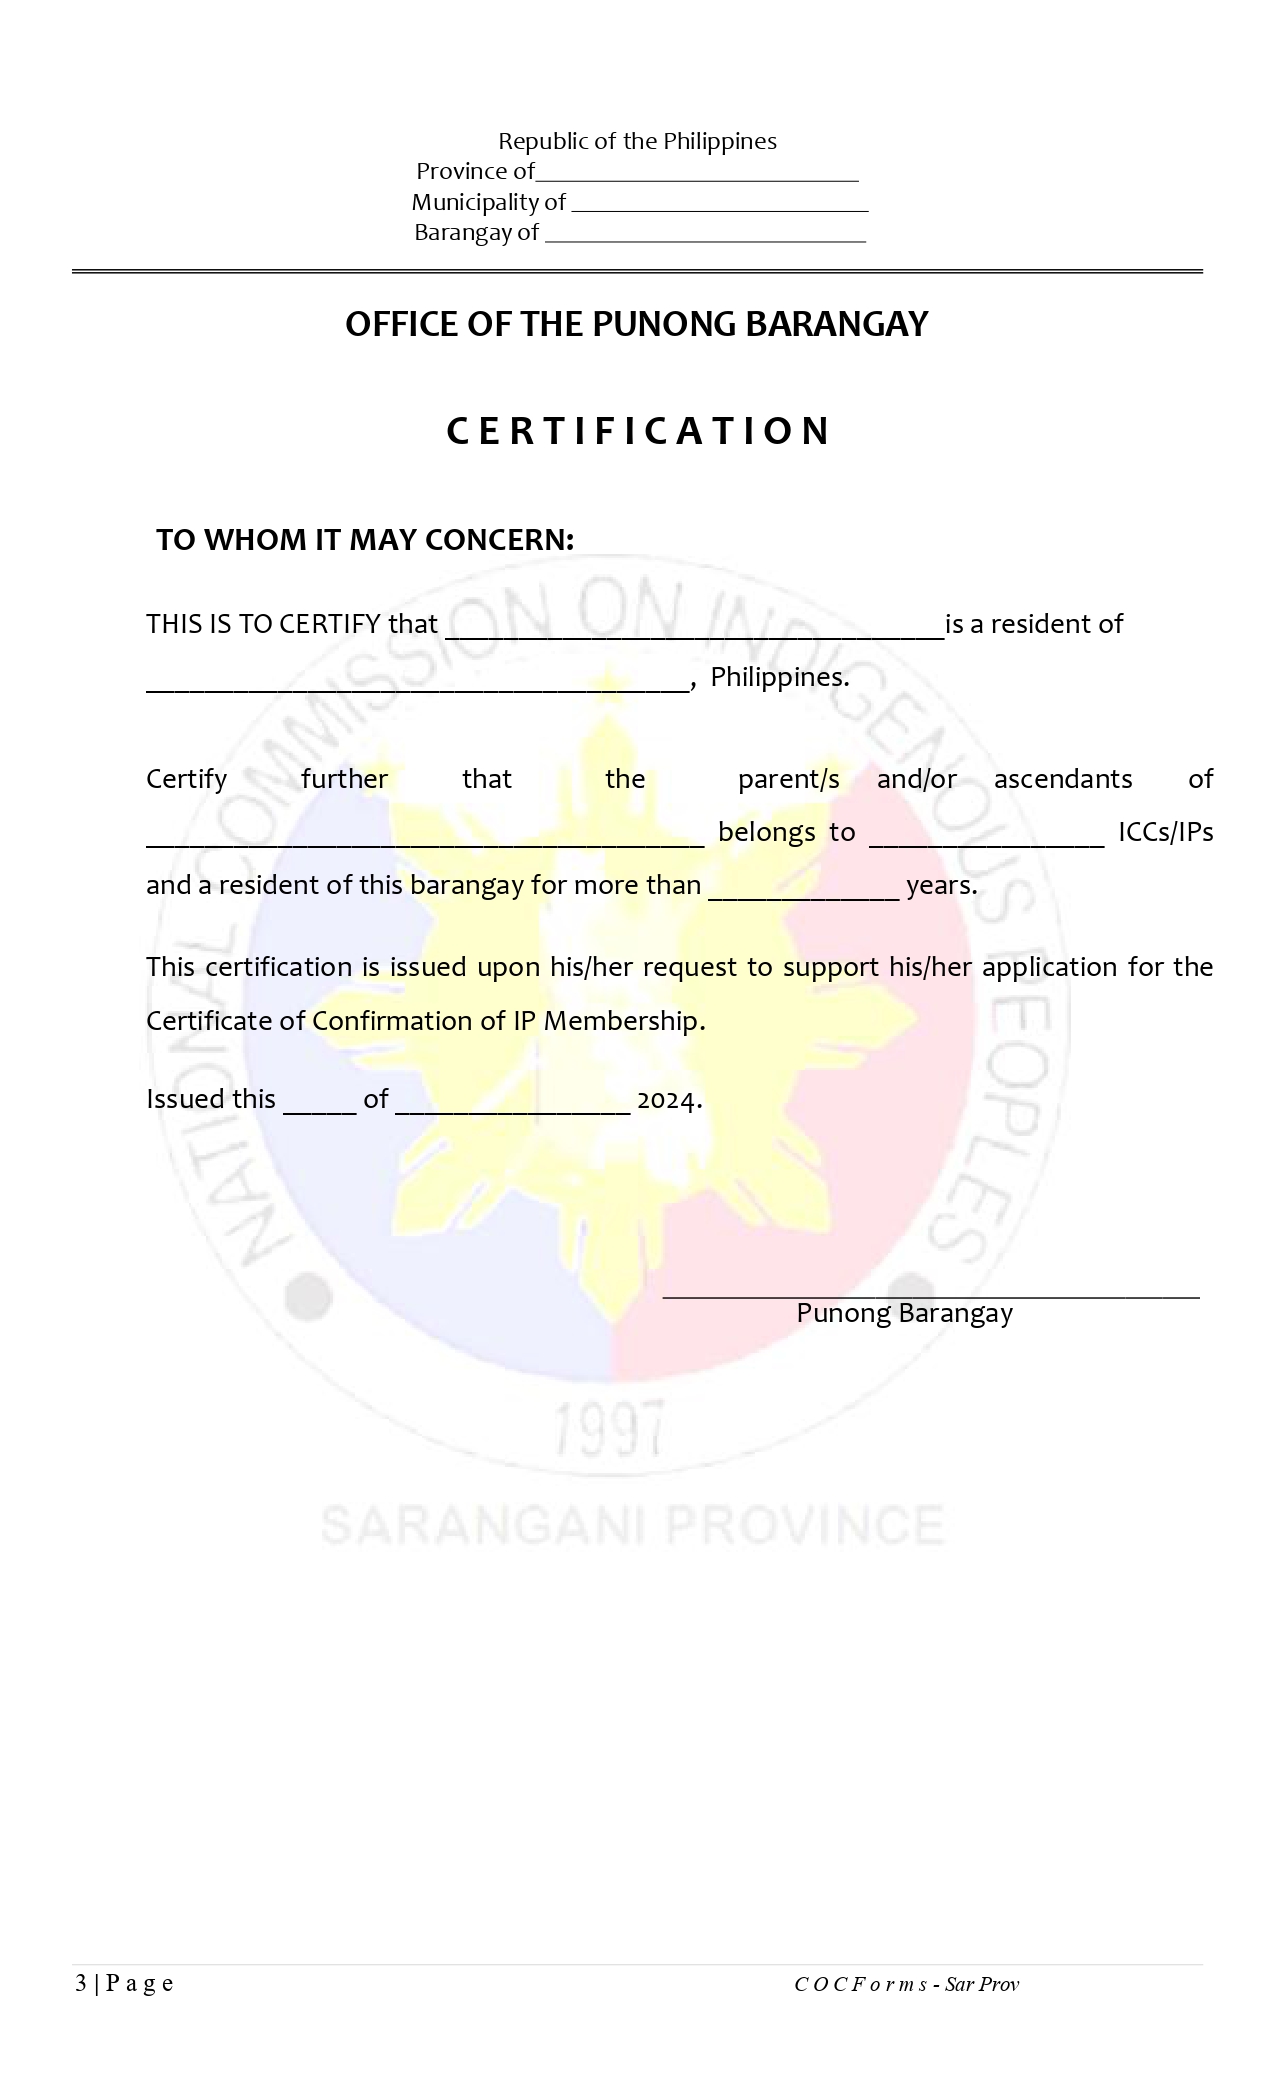 Republic of the Philippines
Province of___________________________
Municipality of _________________________
Barangay of ___________________________
OFFICE OF THE PUNONG BARANGAY
C E R T I F I C A T I O N
TO WHOM IT MAY CONCERN:
THIS IS TO CERTIFY that __________________________________is a resident of
_____________________________________, Philippines.
Certify further that the parent/s and/or ascendants of
______________________________________ belongs to ________________ ICCs/IPs
and a resident of this barangay for more than _____________ years.
This certification is issued upon his/her request to support his/her application for the
Certificate of Confirmation of IP Membership.
Issued this _____ of ________________ 2024.
_____________________________________________
Punong Barangay
NATIONAL COMMISSION ON INDIGENOUS PEOPLES
1997
SARANGANI PROVINCE
3 | P a g e
C O C F o r m s - Sar Prov